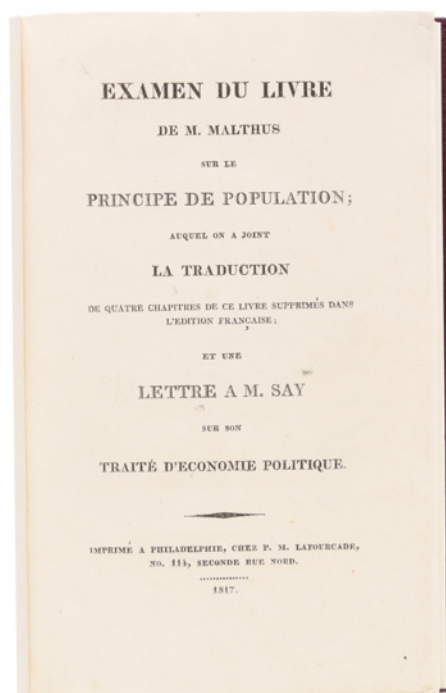 EXAMEN DU LIVRE
DE M. MALTHUS
SUR LE
PRINCIPE DE POPULATION;
AUQUEL ON A JOINT
LA TRADUCTION
DE QUATRE CHAPITRES DE CE LIVRE SUPPRIMÉS DANS
L'EDITION FRANÇAISE;
ET UNE
LETTRE A M. SAY
SUR SON
TRAITÉ D'ECONOMIE POLITIQUE.
IMPRIMÉ A PHILADELPHIE, CHEZ P. M. LAFOURCADE,
NO. 114, SECONDE RUE NORD.
1817.